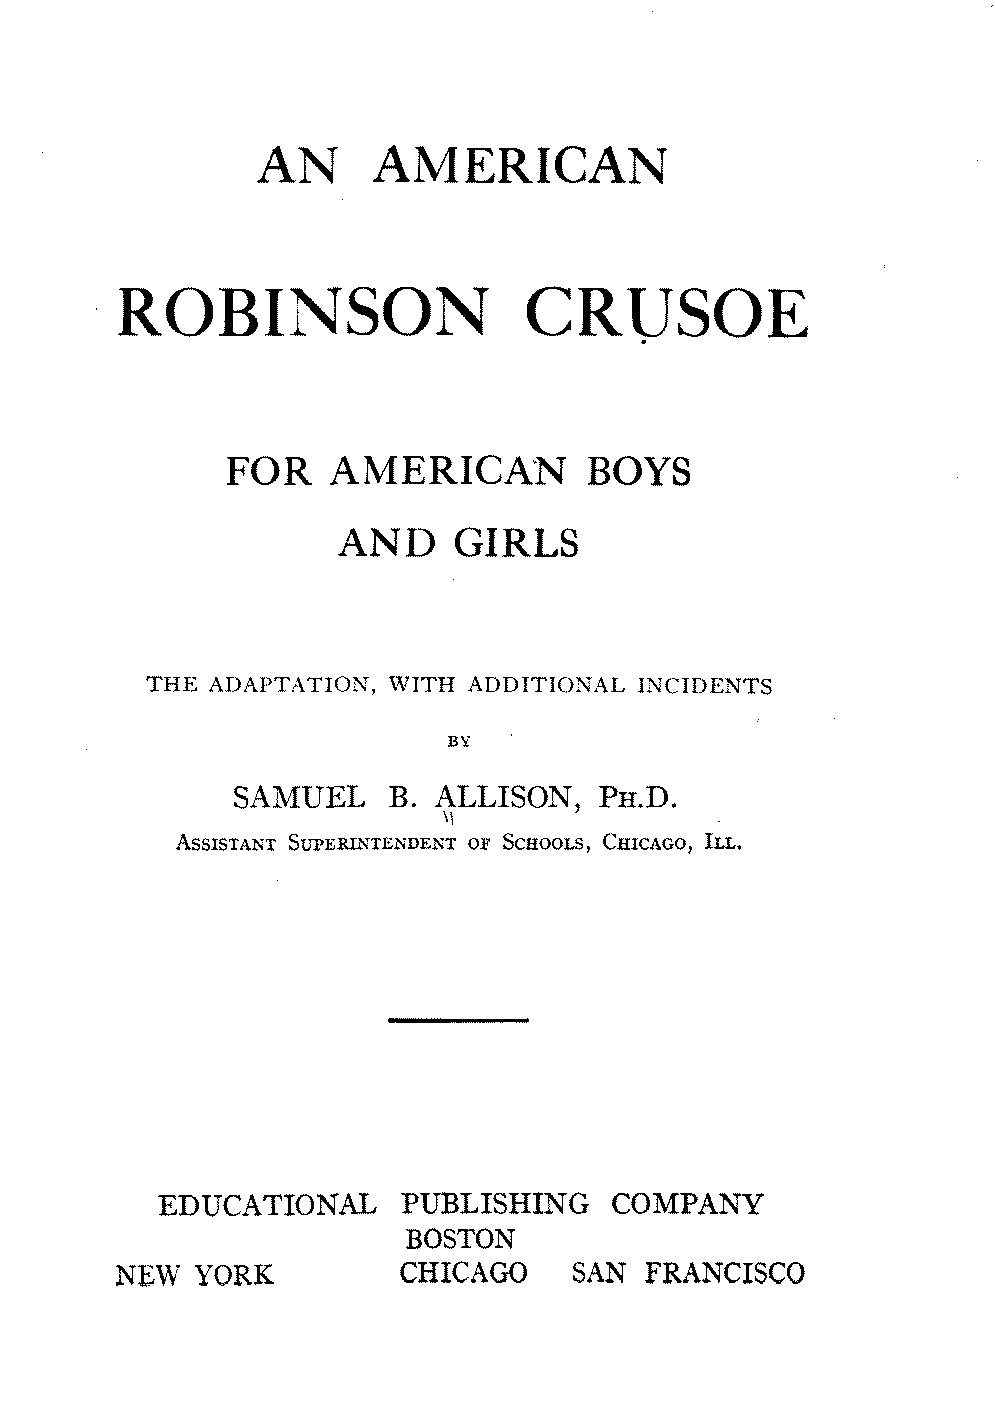 AN AMERICAN
ROBINSON CRUSOE
FOR AMERICAN BOYS
AND GIRLS
THE ADAPTATION, WITH ADDITIONAL INCIDENTS
BY
SAMUEL B. ALLISON, PH.D.
ASSISTANT SUPERINTENDENT OF SCHOOLS, CHICAGO, ILL.
EDUCATIONAL PUBLISHING COMPANY
BOSTON
NEW YORK CHICAGO SAN FRANCISCO